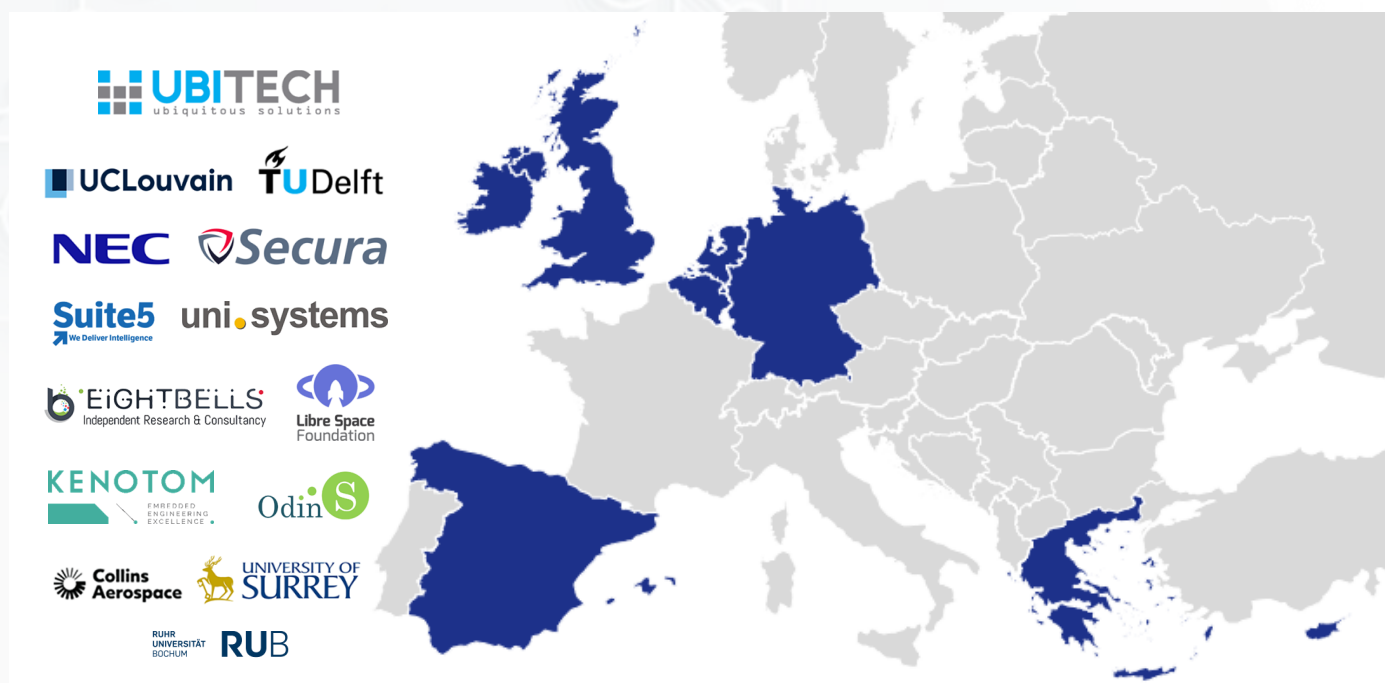 UBITECH
ubiquitous solutions
UCLouvain
TUDelft
NEC
Secura
Suite5
We Deliver Intelligence
uni.systems
EiGHTBELLS
Independent Research & Consultancy
Libre Space
Foundation
KENOTOM
EMBEDDED
ENGINEERING
EXCELLENCE
OdinS
Collins
Aerospace
UNIVERSITY OF
SURREY
RUHR
UNIVERSITÄT
BOCHUM
RUB